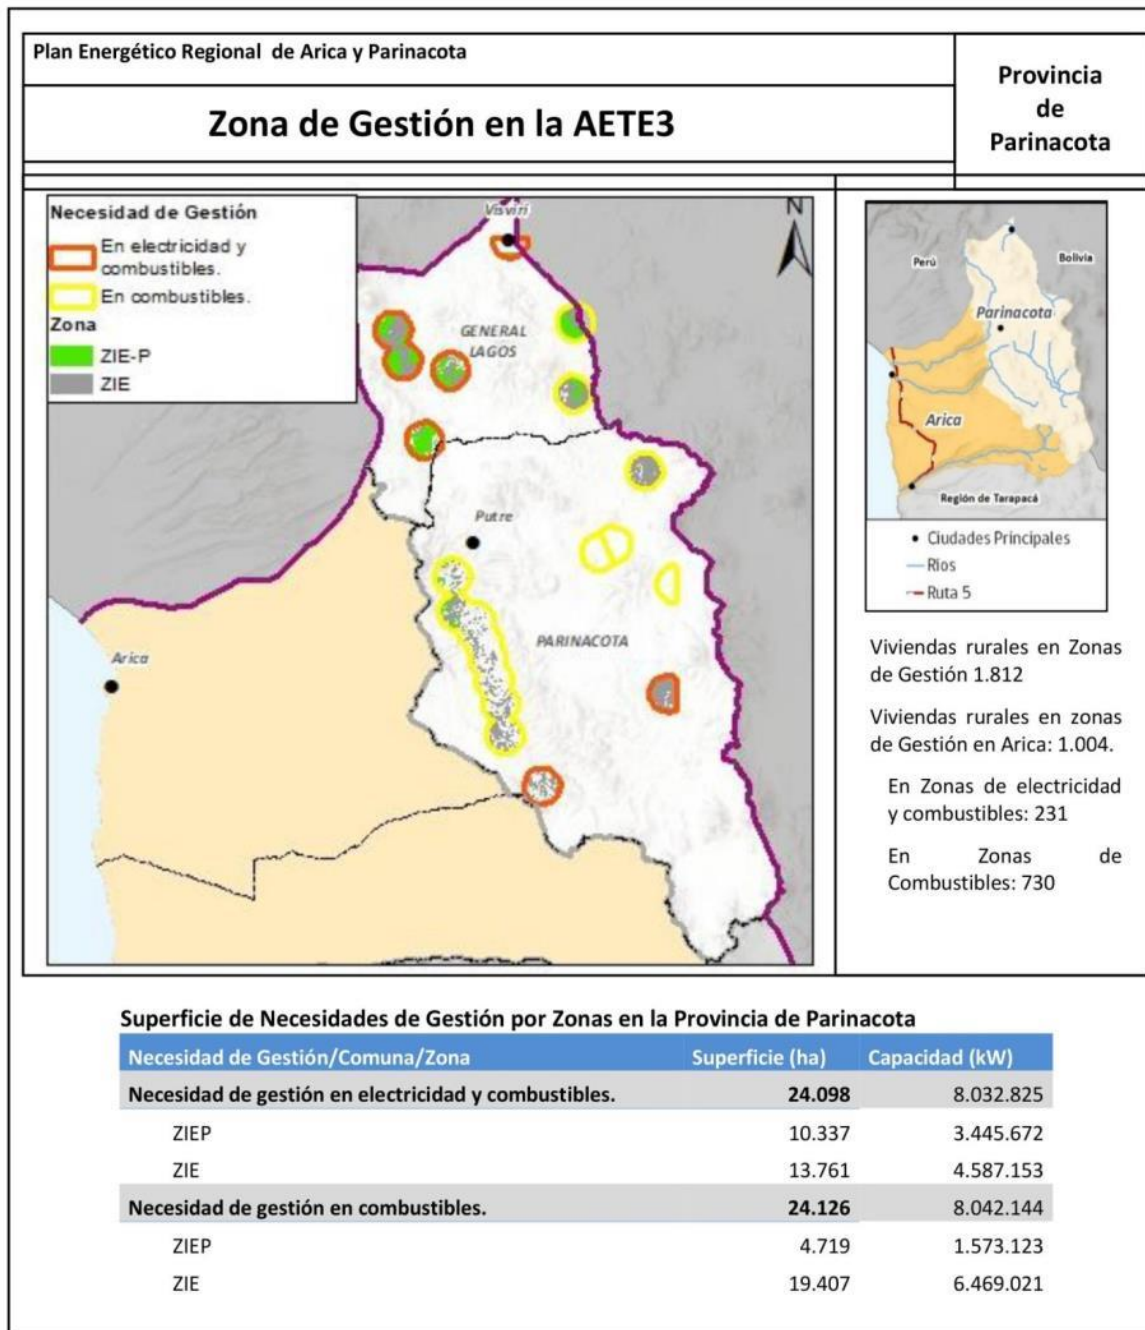 Plan Energético Regional de Arica y Parinacota
Zona de Gestión en la AETE3
Provincia
de
Parinacota
Necesidad de Gestión
En electricidad y
combustibles.
En combustibles.
Zona
ZIE-P
ZIE
Visviri
N
GENERAL
LAGOS
Putre
PARINACOTA
Arica
Perú
Bolivia
Parinacota
Arica
Región de Tarapacá
Ciudades Principales
Rios
Ruta 5
Viviendas rurales en Zonas
de Gestión 1.812
Viviendas rurales en zonas
de Gestión en Arica: 1.004.
En Zonas de electricidad
y combustibles: 231
En Zonas de
Combustibles: 730
Superficie de Necesidades de Gestión por Zonas en la Provincia de Parinacota
Necesidad de Gestión/Comuna/Zona Superficie (ha) Capacidad (kW)
Necesidad de gestión en electricidad y combustibles. 24.098 8.032.825
ZIEP 10.337 3.445.672
ZIE 13.761 4.587.153
Necesidad de gestión en combustibles. 24.126 8.042.144
ZIEP 4.719 1.573.123
ZIE 19.407 6.469.021